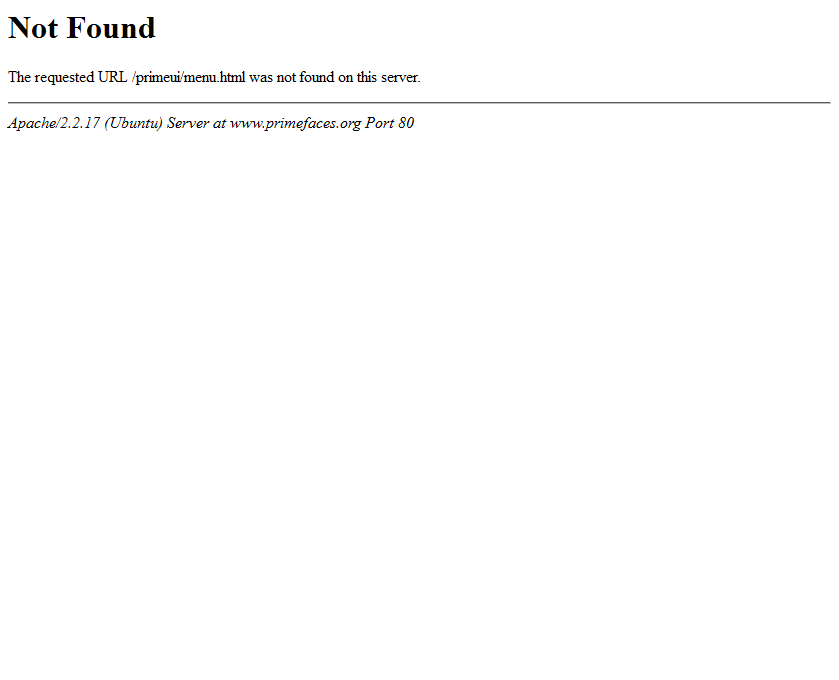 Not Found
The requested URL /primeui/menu.html was not found on this server.
Apache/2.2.17 (Ubuntu) Server at www.primefaces.org Port 80